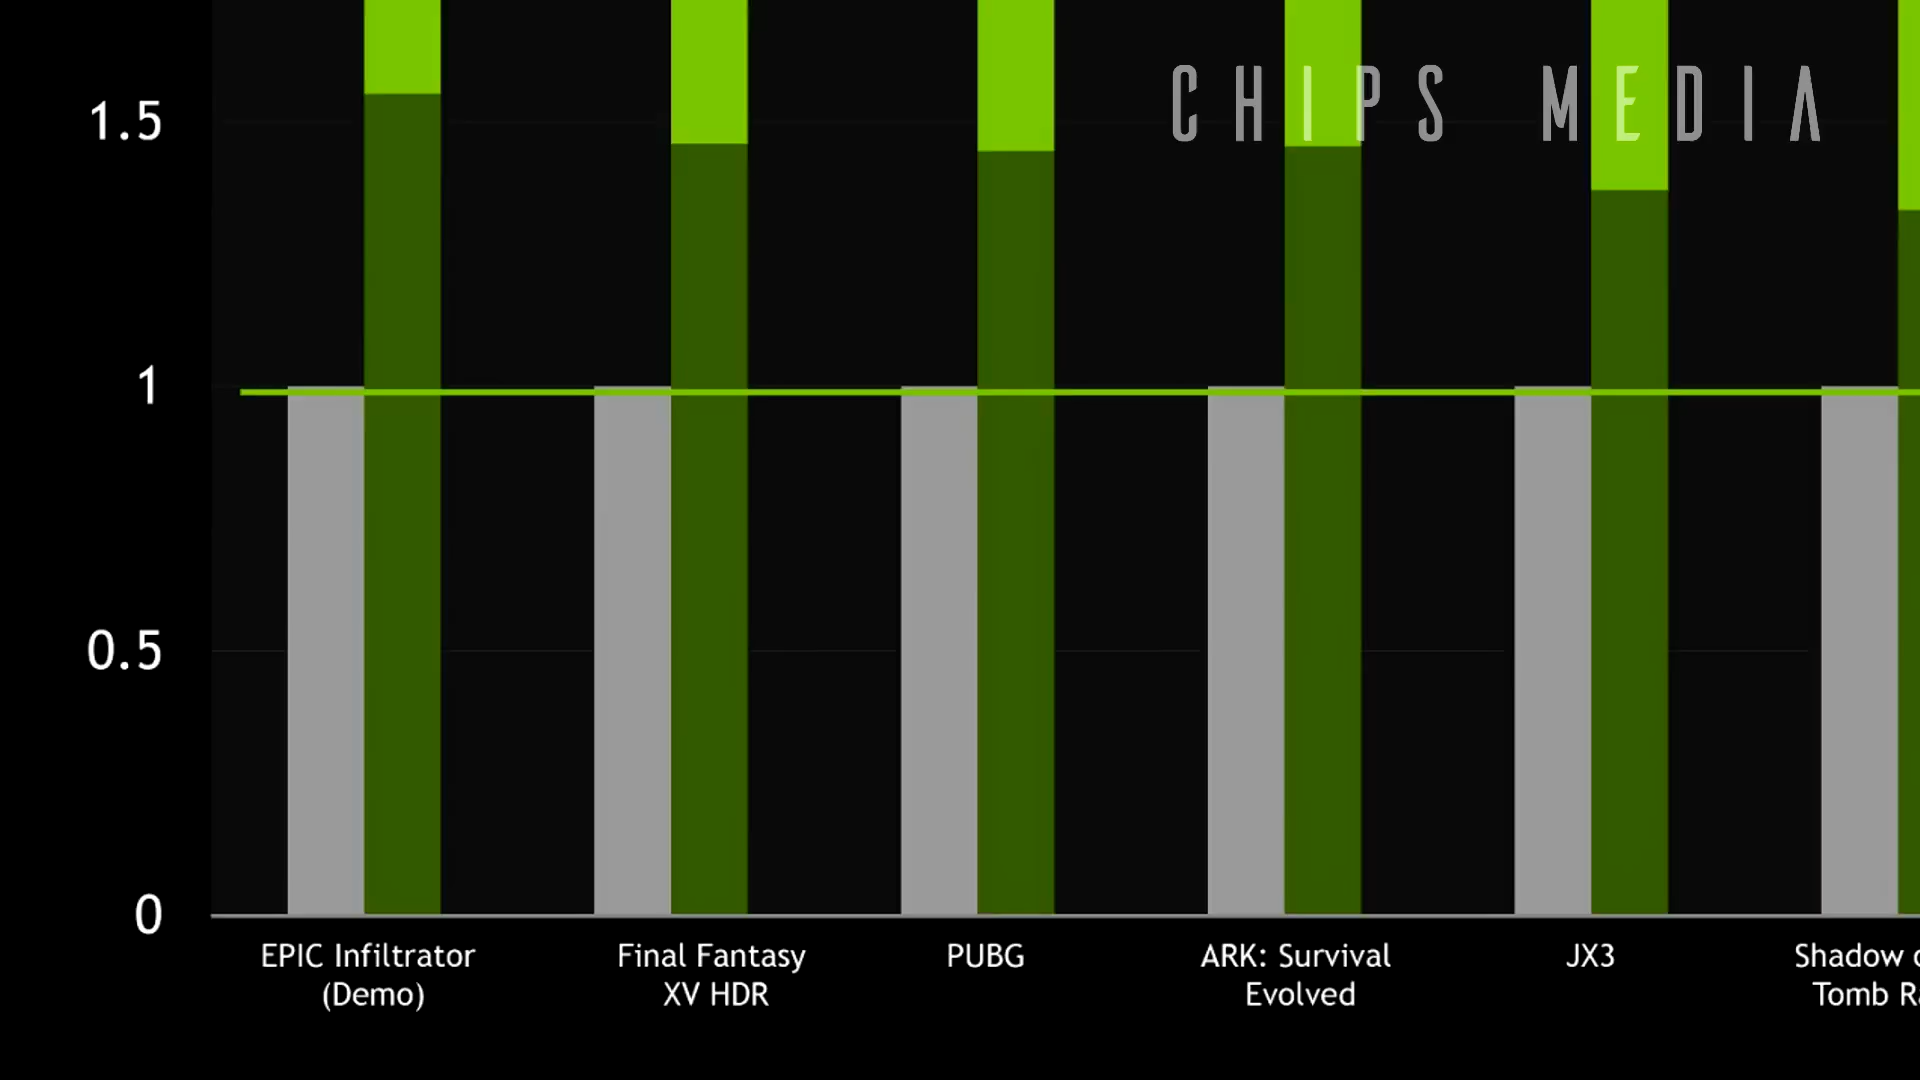 CHIPS MEDIA
1.5
1
0.5
0
EPIC Infiltrator
(Demo)
Final Fantasy
XV HDR
PUBG
ARK: Survival
Evolved
JX3
Shadow
Tomb